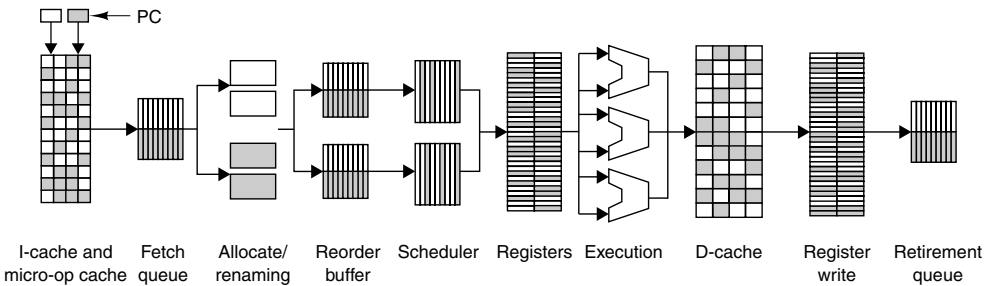 PC
I-cache and
micro-op cache
Fetch
queue
Allocate/
renaming
Reorder
buffer
Scheduler
Registers
Execution
D-cache
Register
write
Retirement
queue